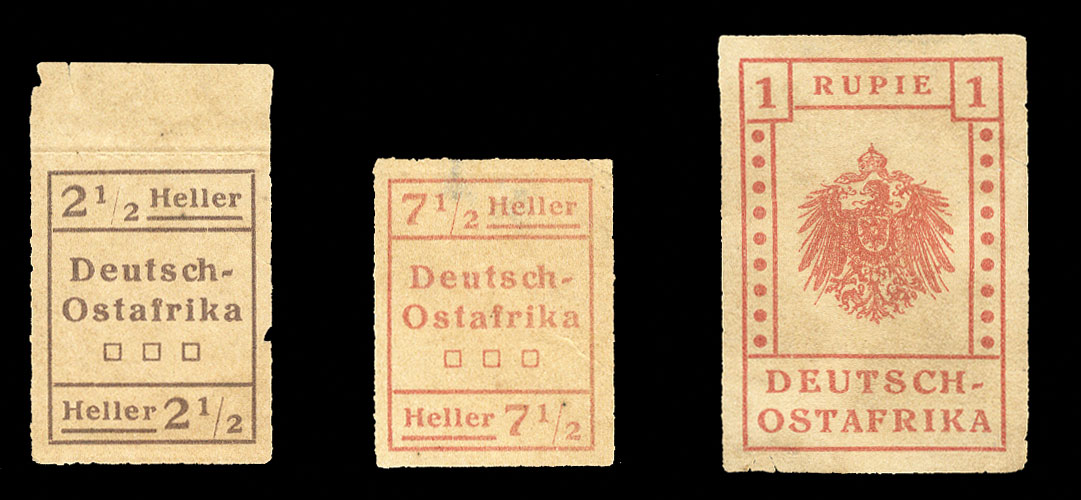 2 1/2 Heller
Deutsch-
Ostafrika
Heller 2 1/2
7 1/2 Heller
Deutsch-
Ostafrika
Heller 7 1/2
1 RUPIE 1
DEUTSCH-
OSTAFRIKA